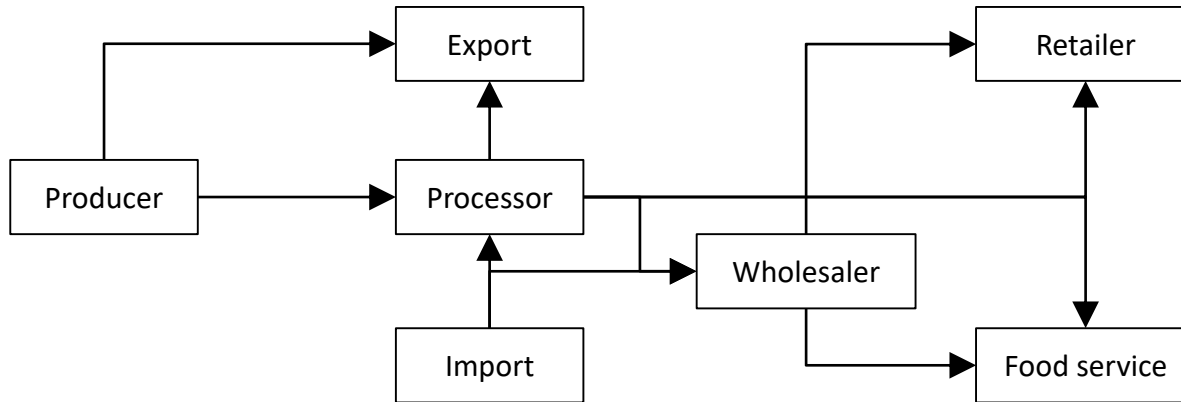 Export
Retailer
Producer
Processor
Wholesaler
Import
Food service